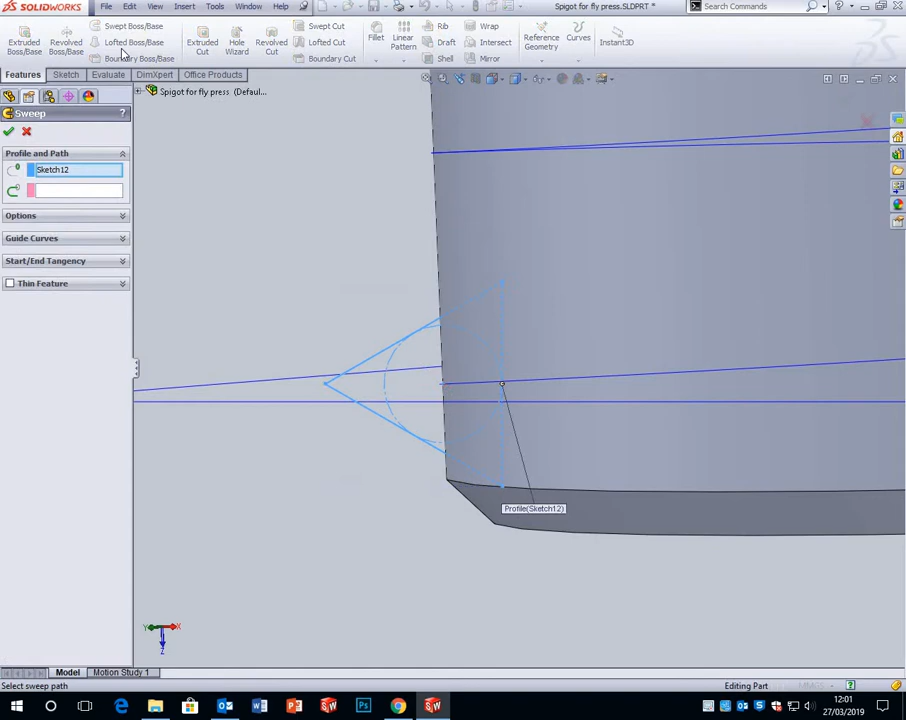 SOLIDWORKS File Edit View Insert Tools Window Help Spigot for fly press.SLDPRT * Search Commands
Extruded Boss/Base
Revolved Boss/Base
Swept Boss/Base
Lofted Boss/Base
Boundary Boss/Base
Extruded Cut
Hole Wizard
Revolved Cut
Swept Cut
Lofted Cut
Boundary Cut
Fillet
Linear Pattern
Rib
Draft
Shell
Wrap
Intersect
Mirror
Reference Geometry
Curves
Instant3D
Features Sketch Evaluate DimXpert Office Products
Spigot for fly press (Defaul...
Sweep ?
Profile and Path
Sketch12
Options
Guide Curves
Start/End Tangency
Thin Feature
Profile(Sketch12)
Y X
Z
Model Motion Study 1
Select sweep path Editing Part MMGS
12:01
27/03/2019